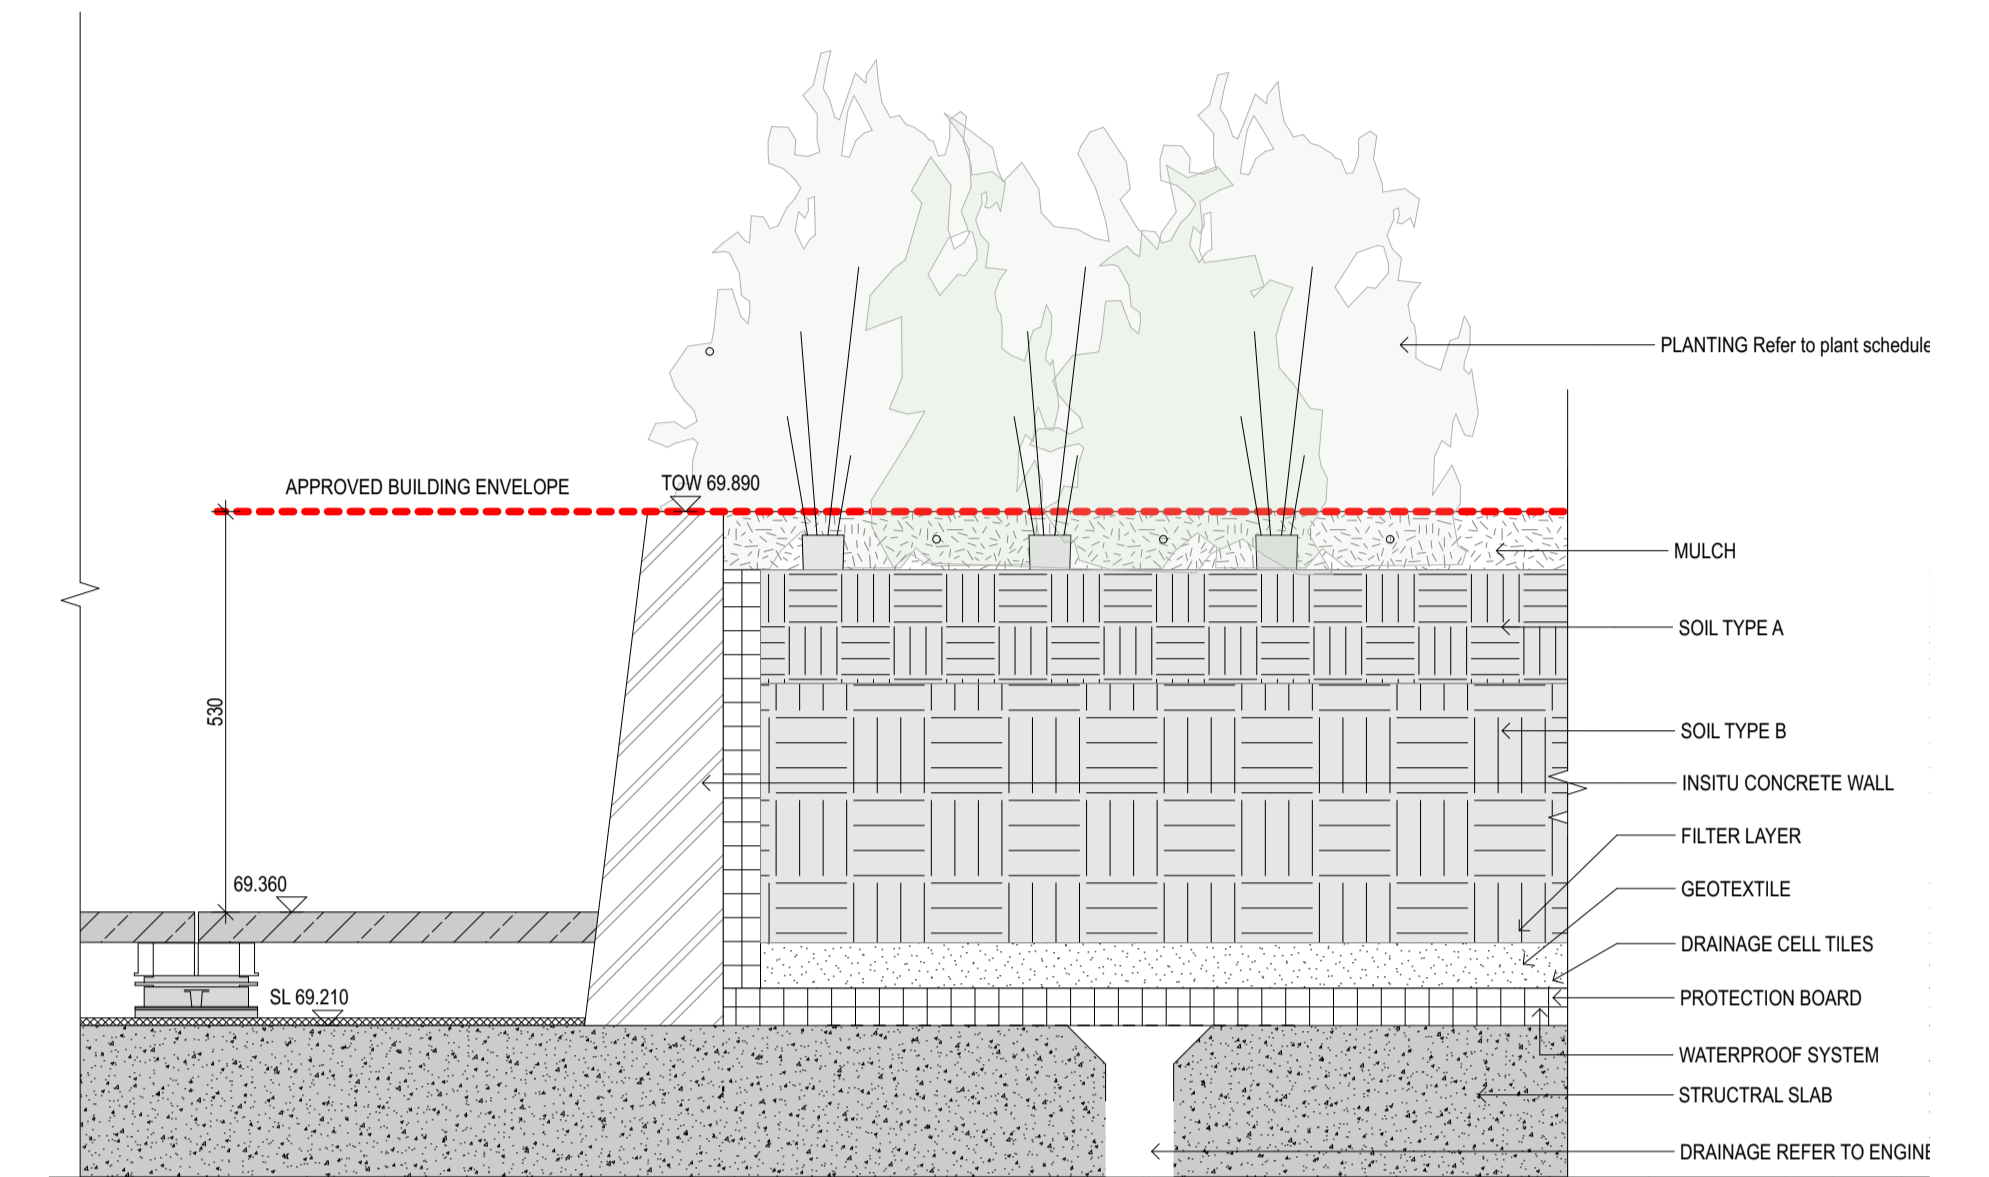 PLANTING Refer to plant schedule
APPROVED BUILDING ENVELOPE
TOW 69.890
MULCH
SOIL TYPE A
530
SOIL TYPE B
INSITU CONCRETE WALL
FILTER LAYER
69.360
GEOTEXTILE
DRAINAGE CELL TILES
SL 69.210
PROTECTION BOARD
WATERPROOF SYSTEM
STRUCTRAL SLAB
DRAINAGE REFER TO ENGINE